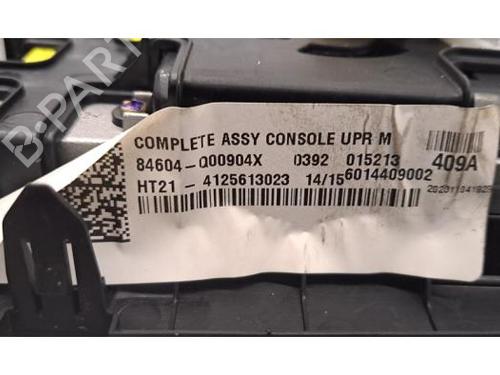 B-PARTS
COMPLETE ASSY CONSOLE UPR M
84604-Q00904X 0392 015213 409A
HT21 - 4125613023 14/15 6014409002